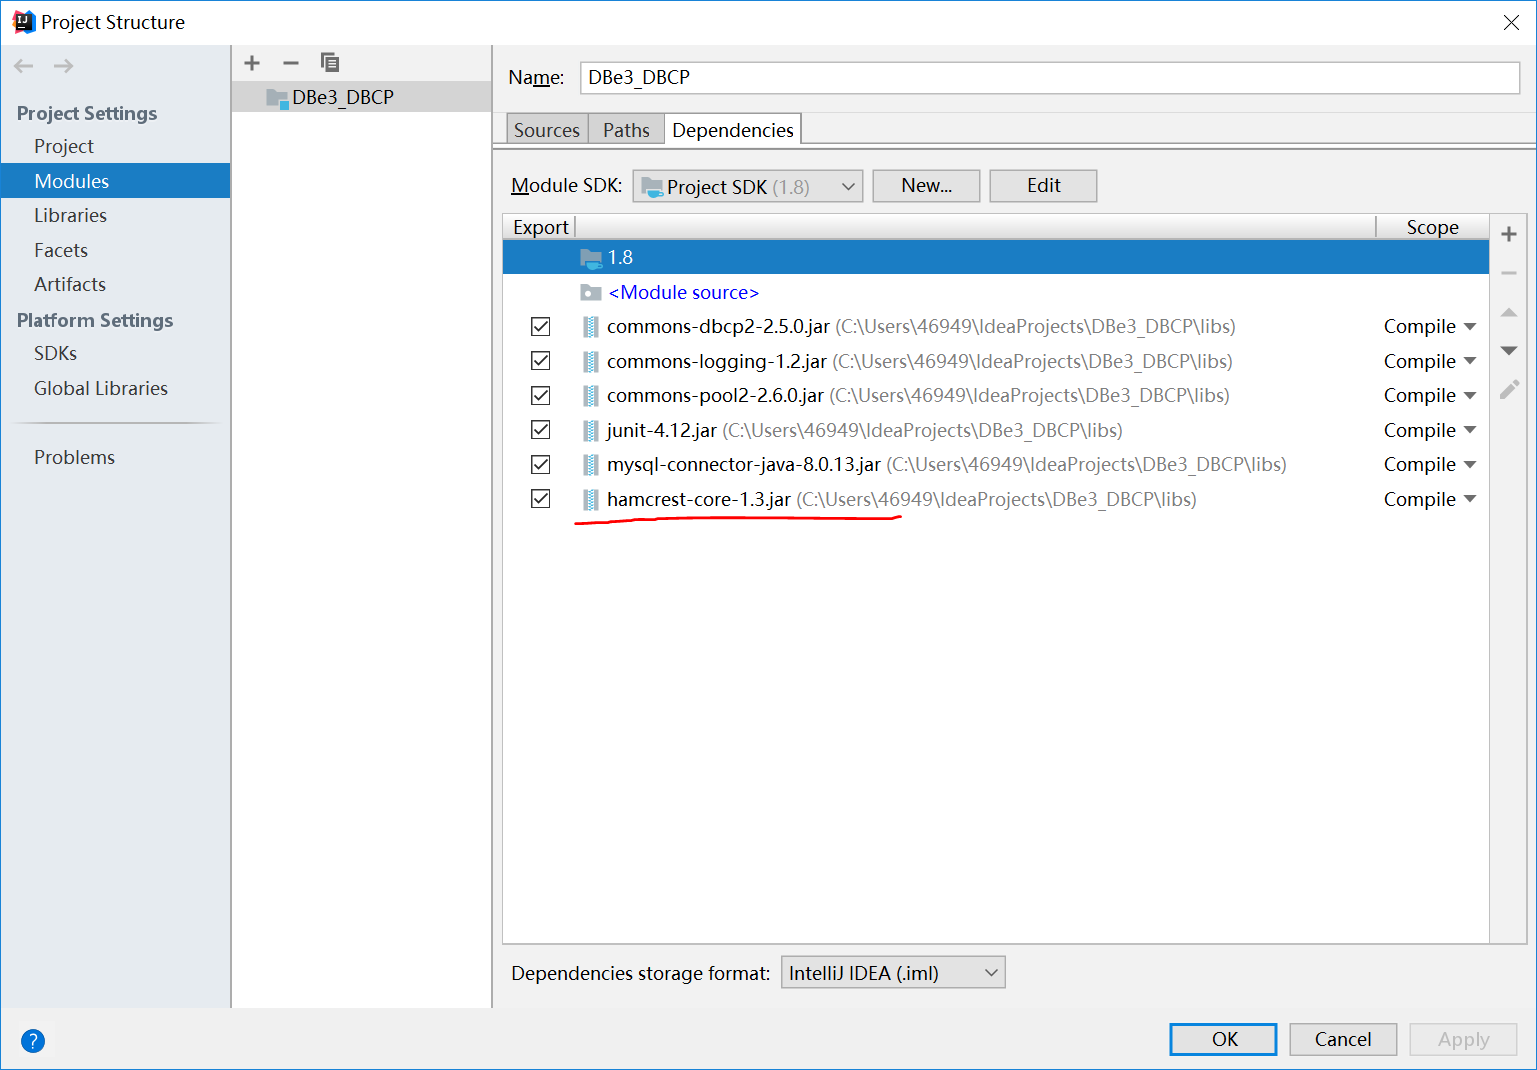 Project Structure
Project Settings
Project
Modules
Libraries
Facets
Artifacts
Platform Settings
SDKs
Global Libraries
Problems
DBe3_DBCP
Name: DBe3_DBCP
Sources Paths Dependencies
Module SDK: Project SDK (1.8) New... Edit
Export Scope
1.8
<Module source>
commons-dbcp2-2.5.0.jar (C:\Users\46949\IdeaProjects\DBe3_DBCP\libs) Compile
commons-logging-1.2.jar (C:\Users\46949\IdeaProjects\DBe3_DBCP\libs) Compile
commons-pool2-2.6.0.jar (C:\Users\46949\IdeaProjects\DBe3_DBCP\libs) Compile
junit-4.12.jar (C:\Users\46949\IdeaProjects\DBe3_DBCP\libs) Compile
mysql-connector-java-8.0.13.jar (C:\Users\46949\IdeaProjects\DBe3_DBCP\libs) Compile
hamcrest-core-1.3.jar (C:\Users\46949\IdeaProjects\DBe3_DBCP\libs) Compile
Dependencies storage format: IntelliJ IDEA (.iml)
? OK Cancel Apply